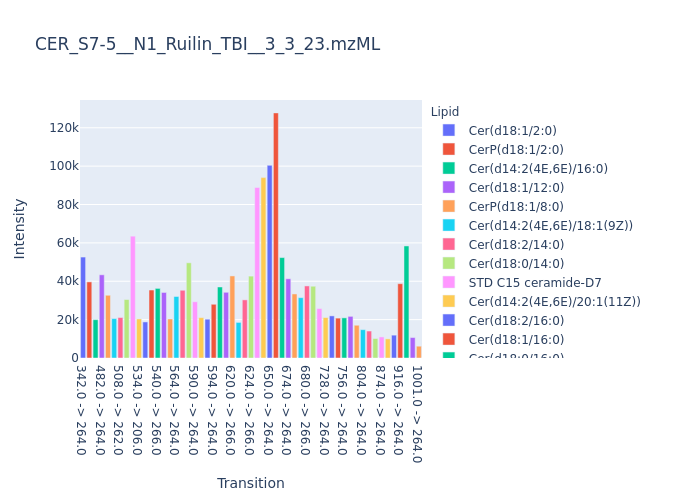 CER_S7-5__N1_Ruilin_TBI__3_3_23.mzML
Lipid
Cer(d18:1/2:0)
CerP(d18:1/2:0)
Cer(d14:2(4E,6E)/16:0)
Cer(d18:1/12:0)
CerP(d18:1/8:0)
Cer(d14:2(4E,6E)/18:1(9Z))
Cer(d18:2/14:0)
Cer(d18:0/14:0)
STD C15 ceramide-D7
Cer(d14:2(4E,6E)/20:1(11Z))
Cer(d18:2/16:0)
Cer(d18:1/16:0)
Cer(d18:0/16:0)
Intensity
120k
100k
80k
60k
40k
20k
0
342.0 -> 264.0
482.0 -> 264.0
508.0 -> 262.0
534.0 -> 206.0
540.0 -> 266.0
564.0 -> 264.0
590.0 -> 264.0
594.0 -> 264.0
620.0 -> 266.0
624.0 -> 266.0
650.0 -> 264.0
674.0 -> 264.0
680.0 -> 266.0
728.0 -> 264.0
756.0 -> 264.0
804.0 -> 264.0
874.0 -> 264.0
916.0 -> 264.0
1001.0 -> 264.0
Transition